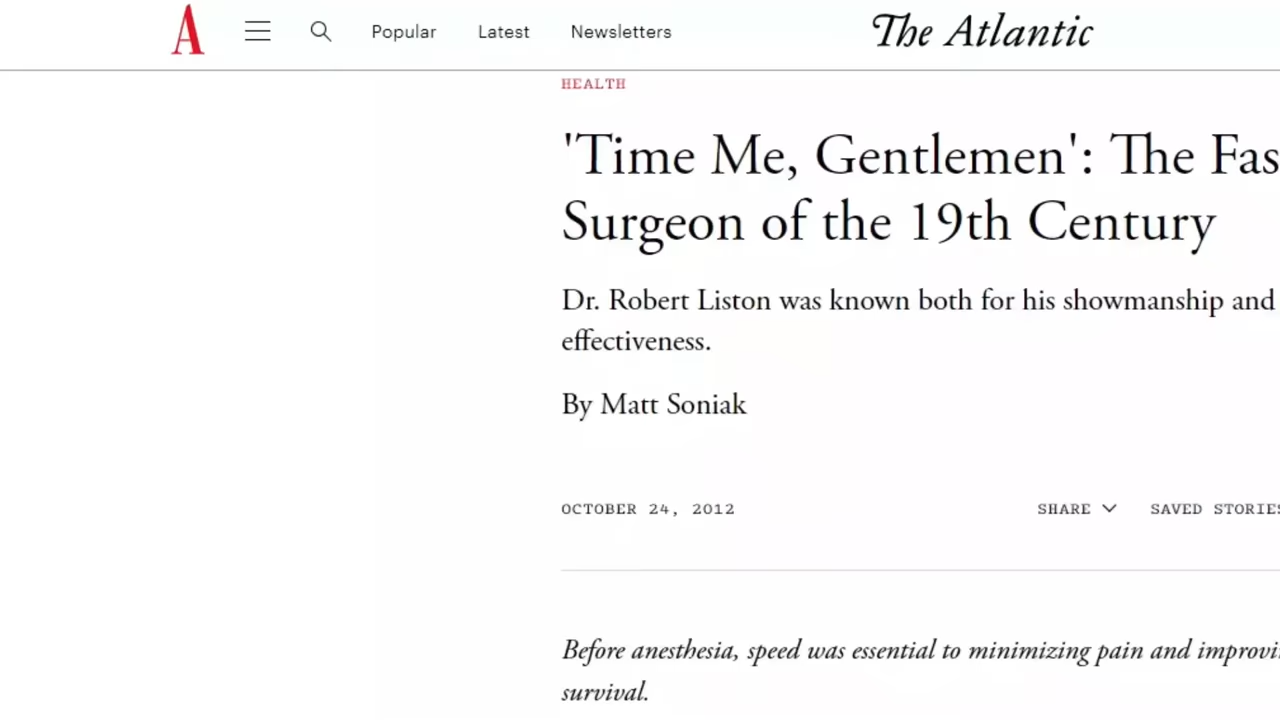 A
Popular Latest Newsletters
The Atlantic
HEALTH
'Time Me, Gentlemen': The Fas
Surgeon of the 19th Century
Dr. Robert Liston was known both for his showmanship and
effectiveness.
By Matt Soniak
OCTOBER 24, 2012
SHARE SAVED STORIES
Before anesthesia, speed was essential to minimizing pain and improvi
survival.